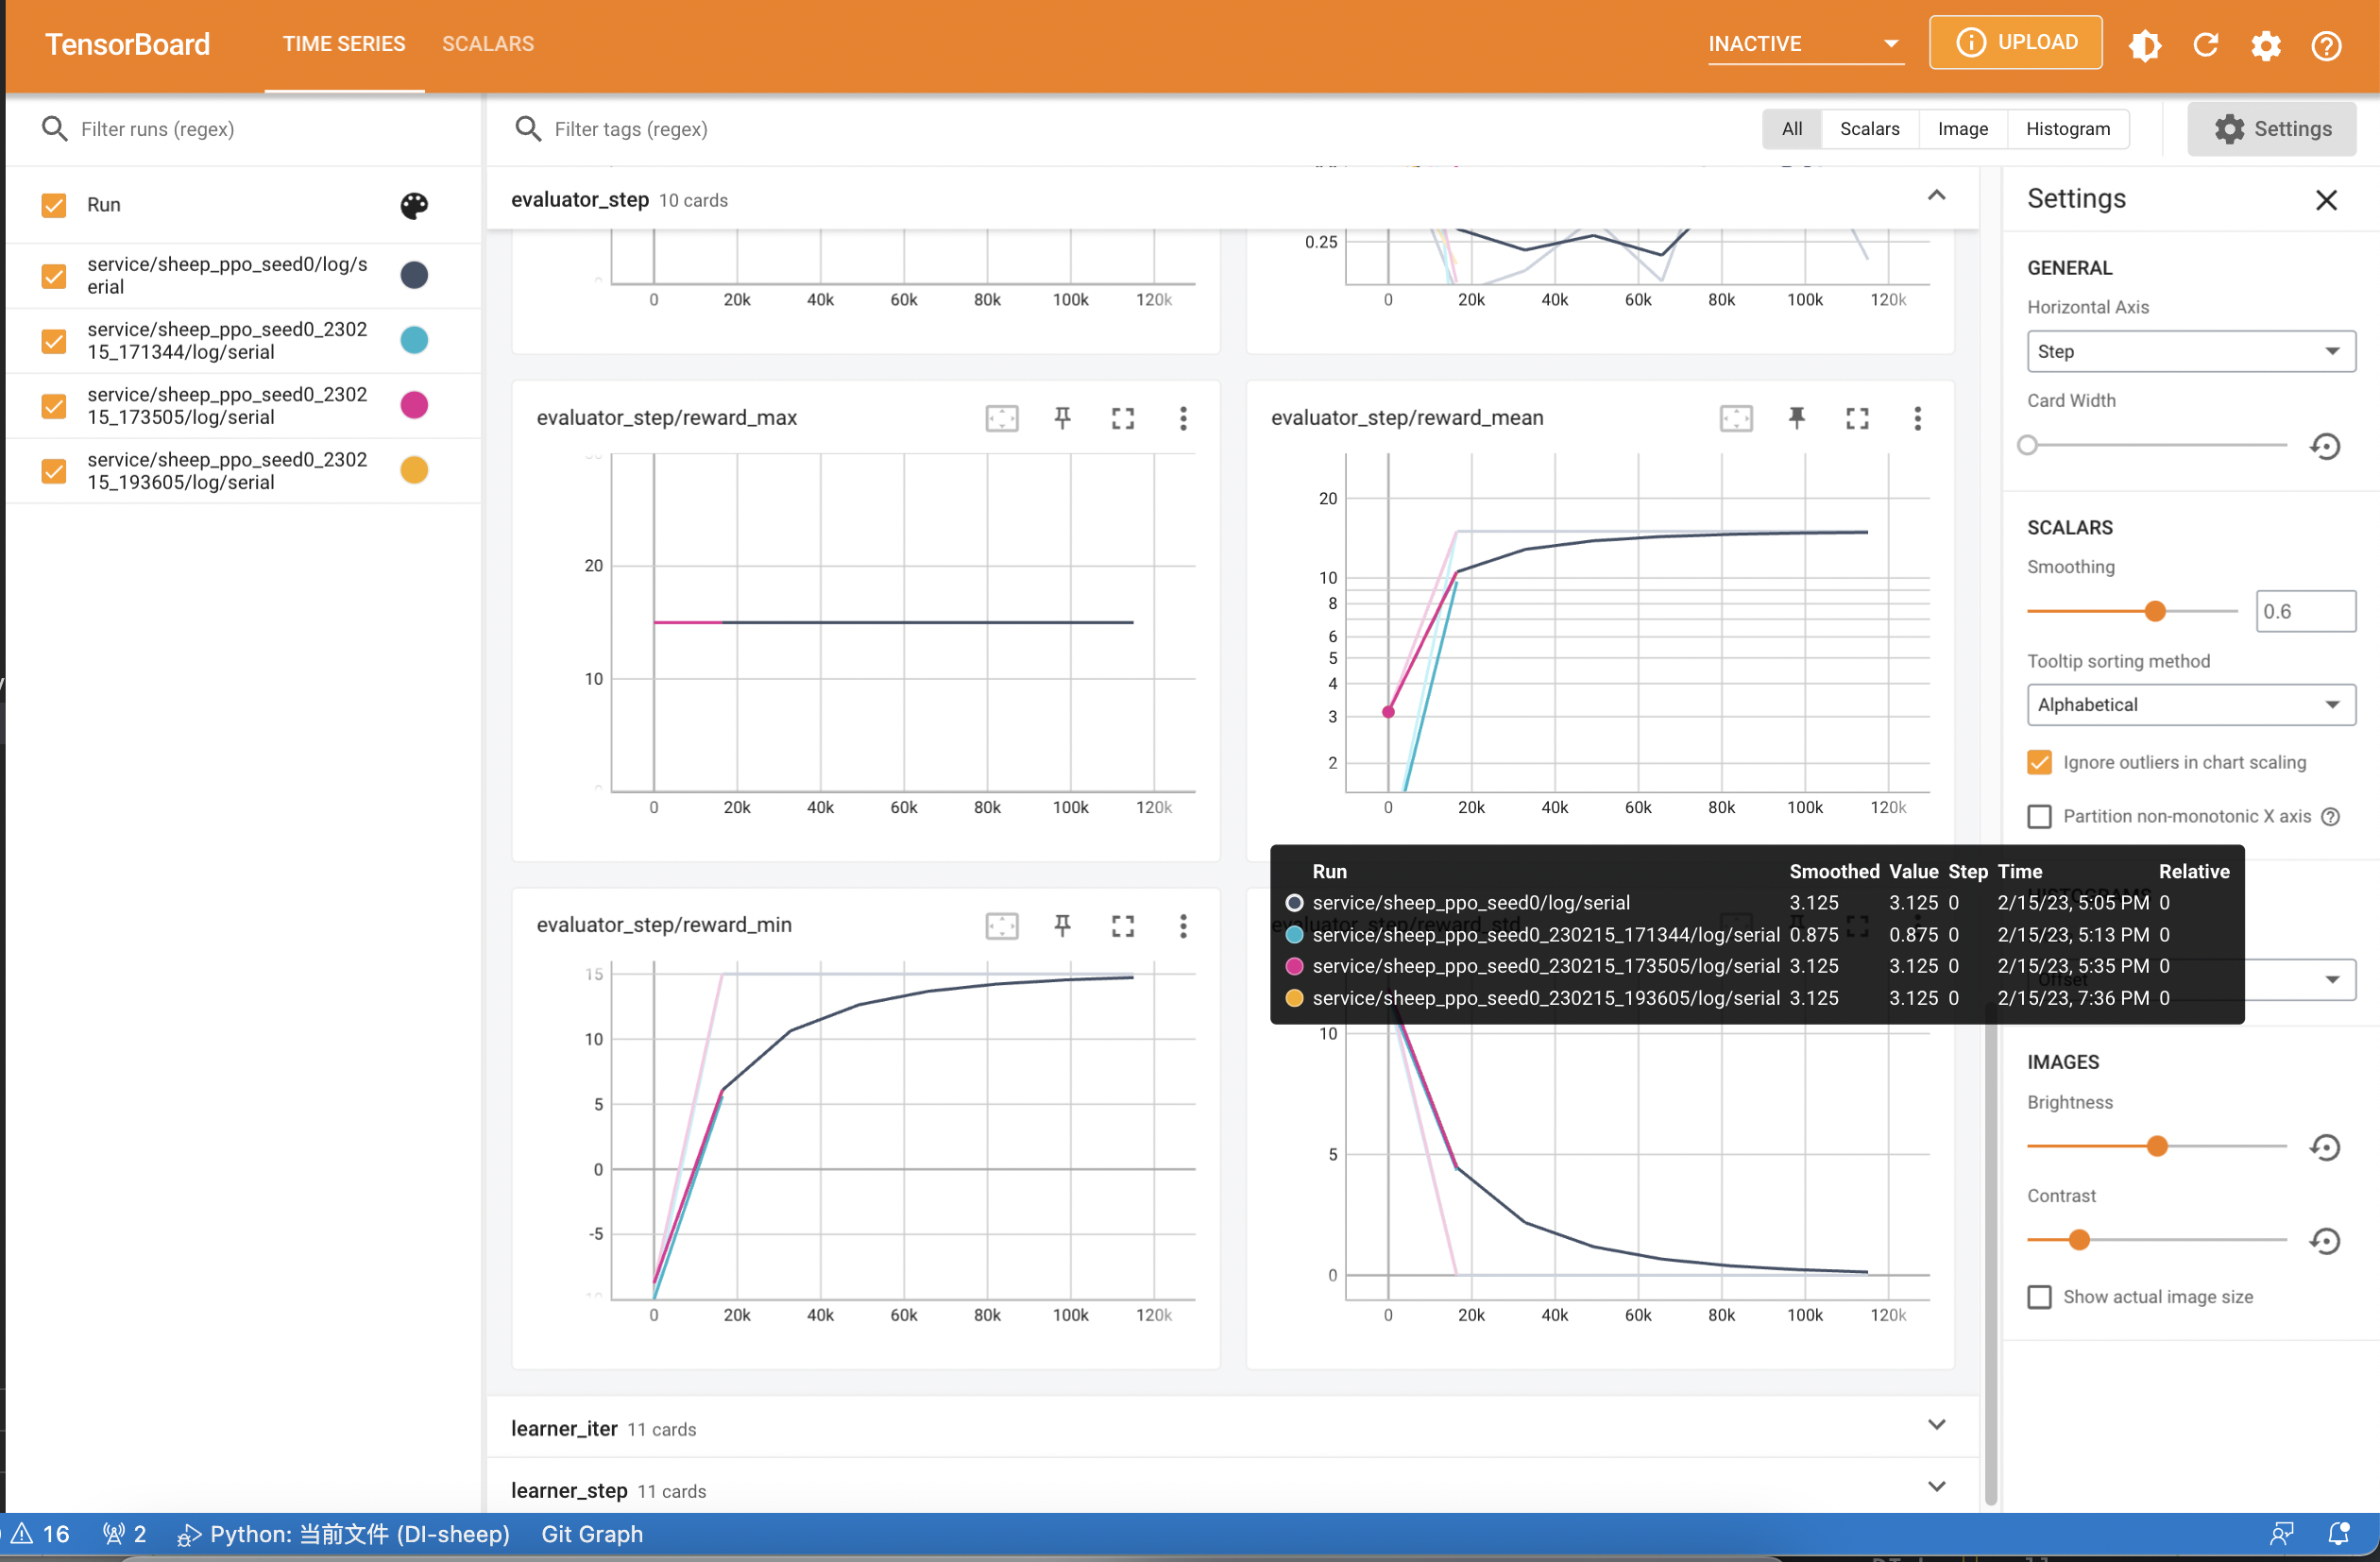 TensorBoard
TIME SERIES
SCALARS
INACTIVE
UPLOAD
Filter runs (regex)
Filter tags (regex)
All
Scalars
Image
Histogram
Settings
Run
service/sheep_ppo_seed0/log/s
erial
service/sheep_ppo_seed0_2302
15_171344/log/serial
service/sheep_ppo_seed0_2302
15_173505/log/serial
service/sheep_ppo_seed0_2302
15_193605/log/serial
evaluator_step 10 cards
0 20k 40k 60k 80k 100k 120k
0.25
0 20k 40k 60k 80k 100k 120k
evaluator_step/reward_max
20
10
0 20k 40k 60k 80k 100k 120k
evaluator_step/reward_mean
20
10
8
6
5
4
3
2
0 20k 40k 60k 80k 100k 120k
Run Smoothed Value Step Time Relative
service/sheep_ppo_seed0/log/serial 3.125 3.125 0 2/15/23, 5:05 PM 0
service/sheep_ppo_seed0_230215_171344/log/serial 0.875 0.875 0 2/15/23, 5:13 PM 0
service/sheep_ppo_seed0_230215_173505/log/serial 3.125 3.125 0 2/15/23, 5:35 PM 0
service/sheep_ppo_seed0_230215_193605/log/serial 3.125 3.125 0 2/15/23, 7:36 PM 0
evaluator_step/reward_min
15
10
5
0
-5
0 20k 40k 60k 80k 100k 120k
evaluator_step/reward_std
10
5
0
0 20k 40k 60k 80k 100k 120k
learner_iter 11 cards
learner_step 11 cards
Settings
GENERAL
Horizontal Axis
Step
Card Width
SCALARS
Smoothing
0.6
Tooltip sorting method
Alphabetical
Ignore outliers in chart scaling
Partition non-monotonic X axis
HISTOGRAMS
Offset
IMAGES
Brightness
Contrast
Show actual image size
16
2
Python: 当前文件 (DI-sheep)
Git Graph